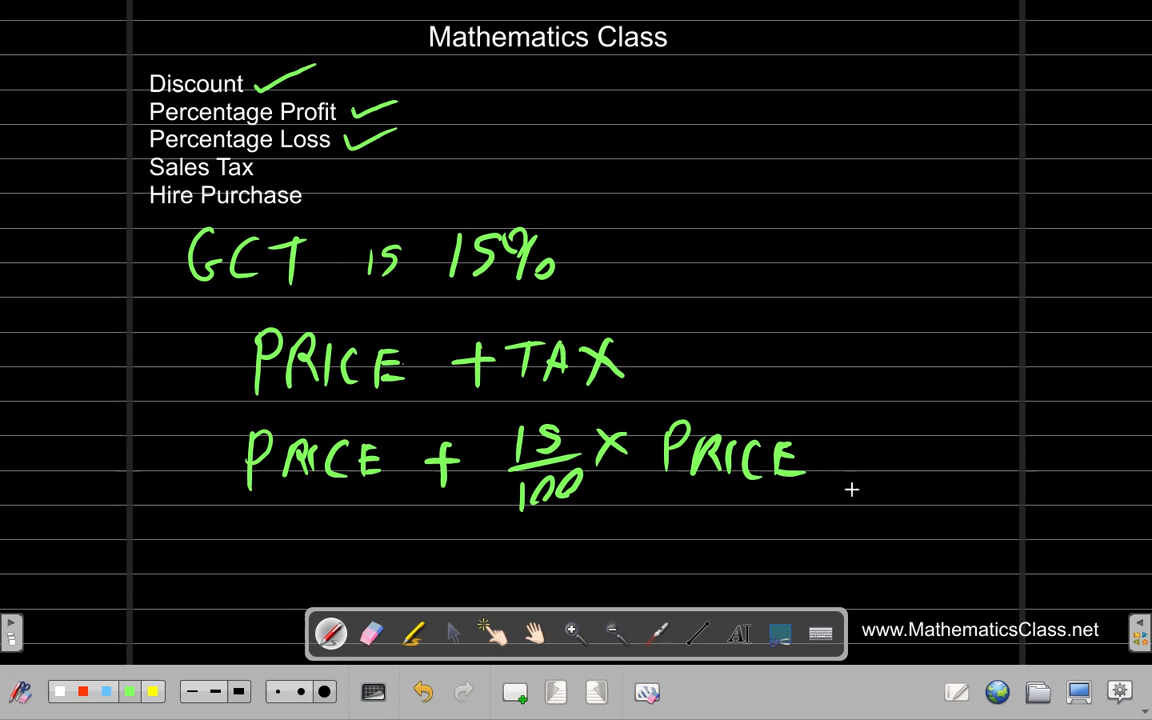 Mathematics Class
Discount
Percentage Profit
Percentage Loss
Sales Tax
Hire Purchase
GCT is 15%
PRICE + TAX
PRICE + 15/100 × PRICE
www.MathematicsClass.net